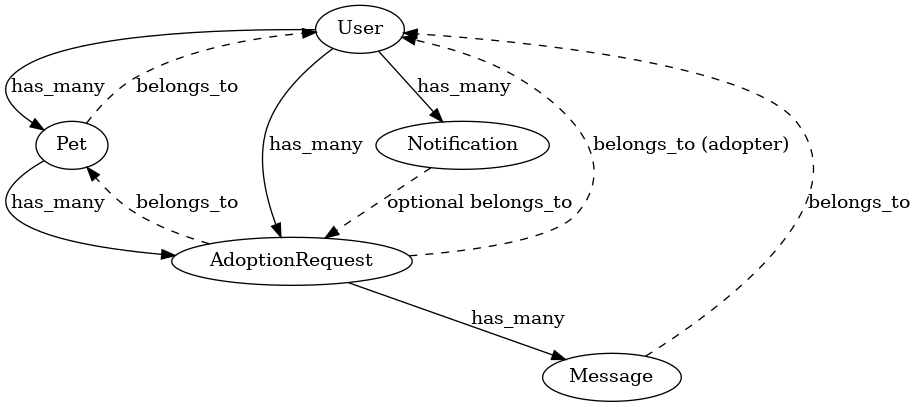 User
has_many
belongs_to
has_many
Pet
has_many
Notification
belongs_to (adopter)
has_many
belongs_to
optional belongs_to
belongs_to
AdoptionRequest
has_many
Message